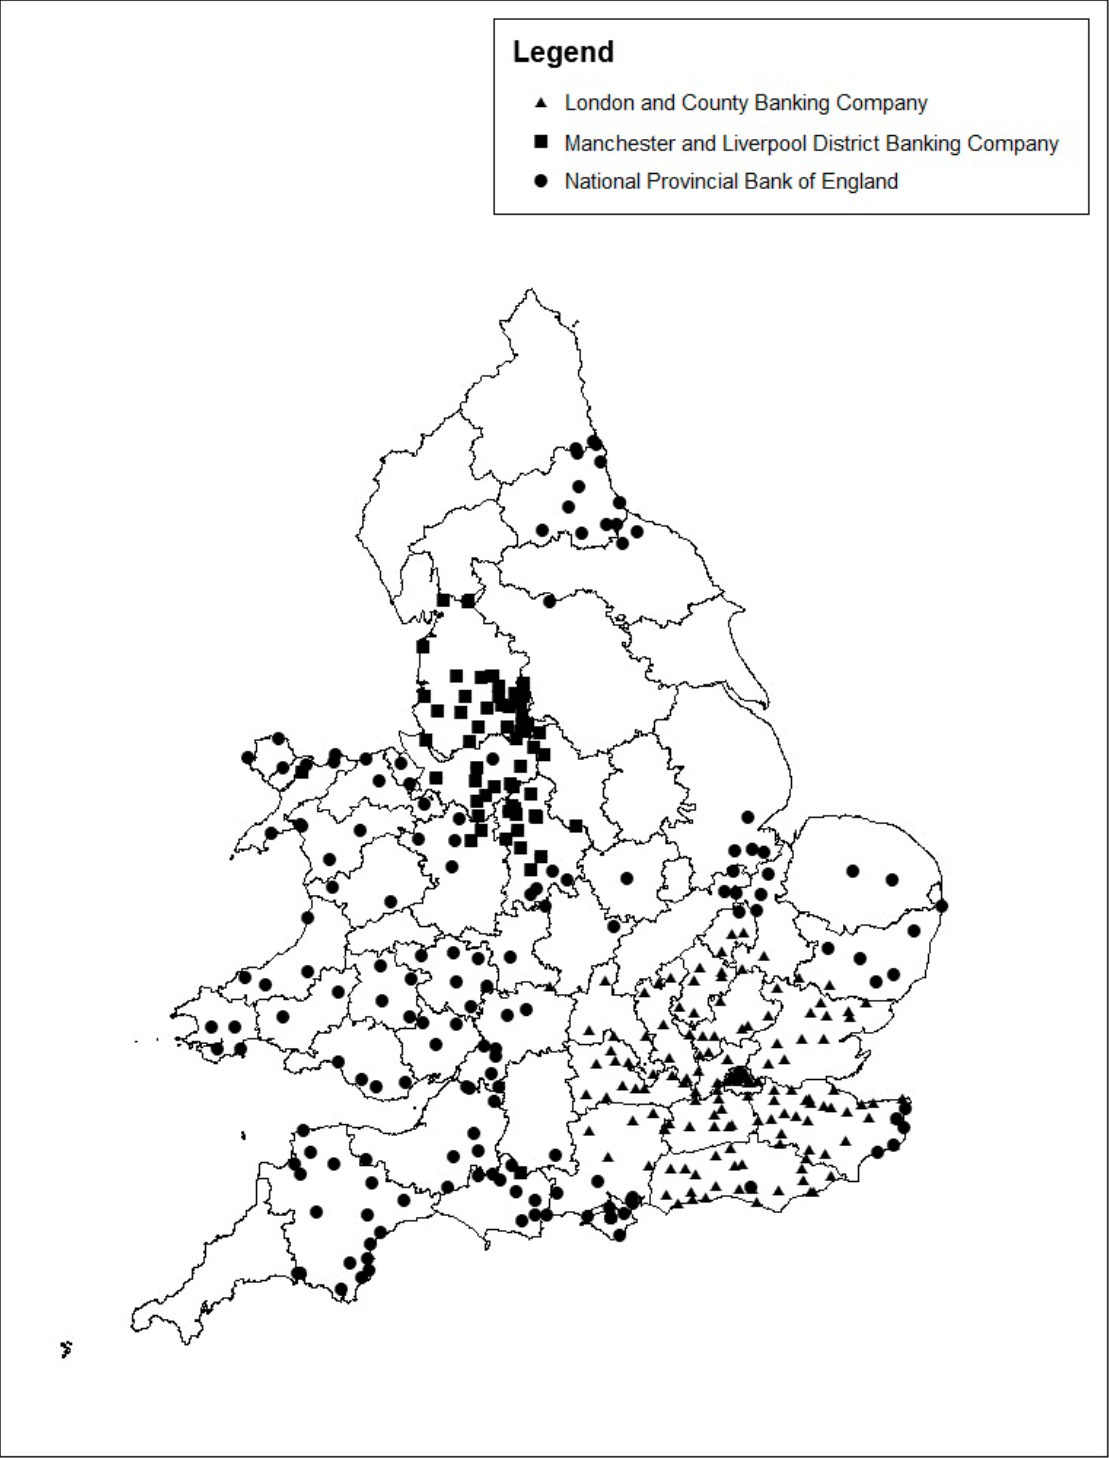 Legend
London and County Banking Company
Manchester and Liverpool District Banking Company
National Provincial Bank of England